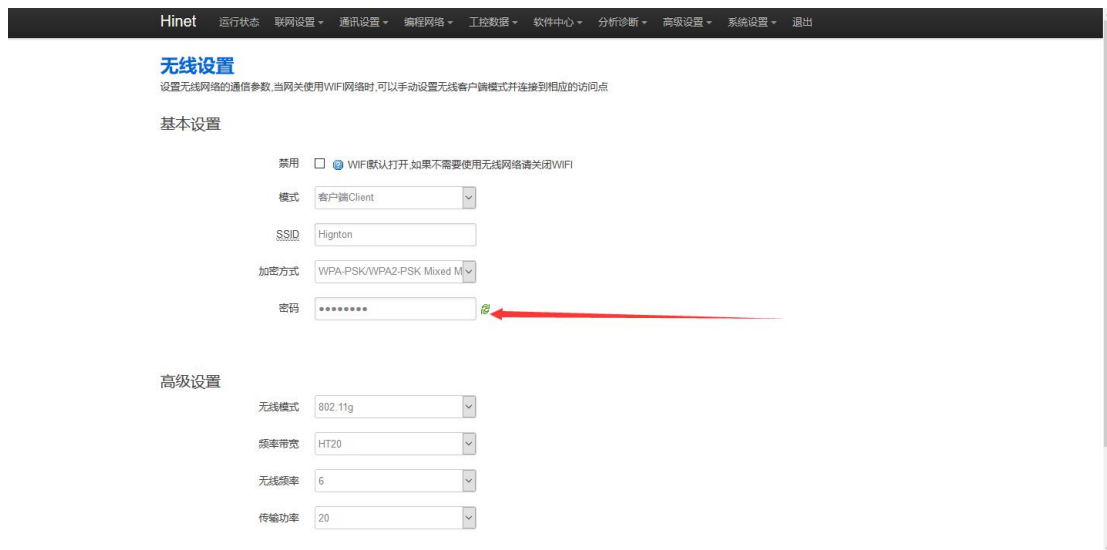 Hinet 运行状态 联网设置 通讯设置 编程网络 工控数据 软件中心 分析诊断 高级设置 系统设置 退出
无线设置
设置无线网络的通信参数,当网关使用WIFI网络时,可以手动设置无线客户端模式并连接到相应的访问点
基本设置
禁用 WIFI默认打开,如果不需要使用无线网络请关闭WIFI
模式 客户端Client
SSID Hignton
加密方式 WPA-PSK/WPA2-PSK Mixed M
密码 ••••••••
高级设置
无线模式 802.11g
频率带宽 HT20
无线频率 6
传输功率 20